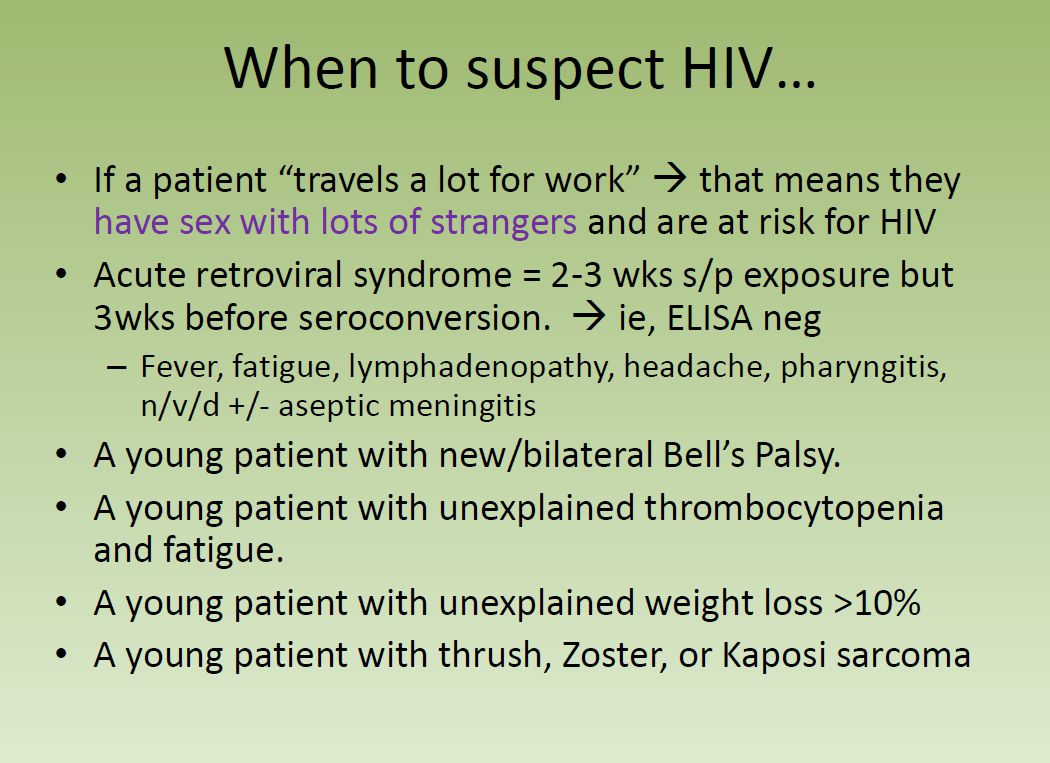 When to suspect HIV…
• If a patient “travels a lot for work” → that means they
have sex with lots of strangers and are at risk for HIV
• Acute retroviral syndrome = 2-3 wks s/p exposure but
3wks before seroconversion. → ie, ELISA neg
– Fever, fatigue, lymphadenopathy, headache, pharyngitis,
n/v/d +/- aseptic meningitis
• A young patient with new/bilateral Bell’s Palsy.
• A young patient with unexplained thrombocytopenia
and fatigue.
• A young patient with unexplained weight loss >10%
• A young patient with thrush, Zoster, or Kaposi sarcoma